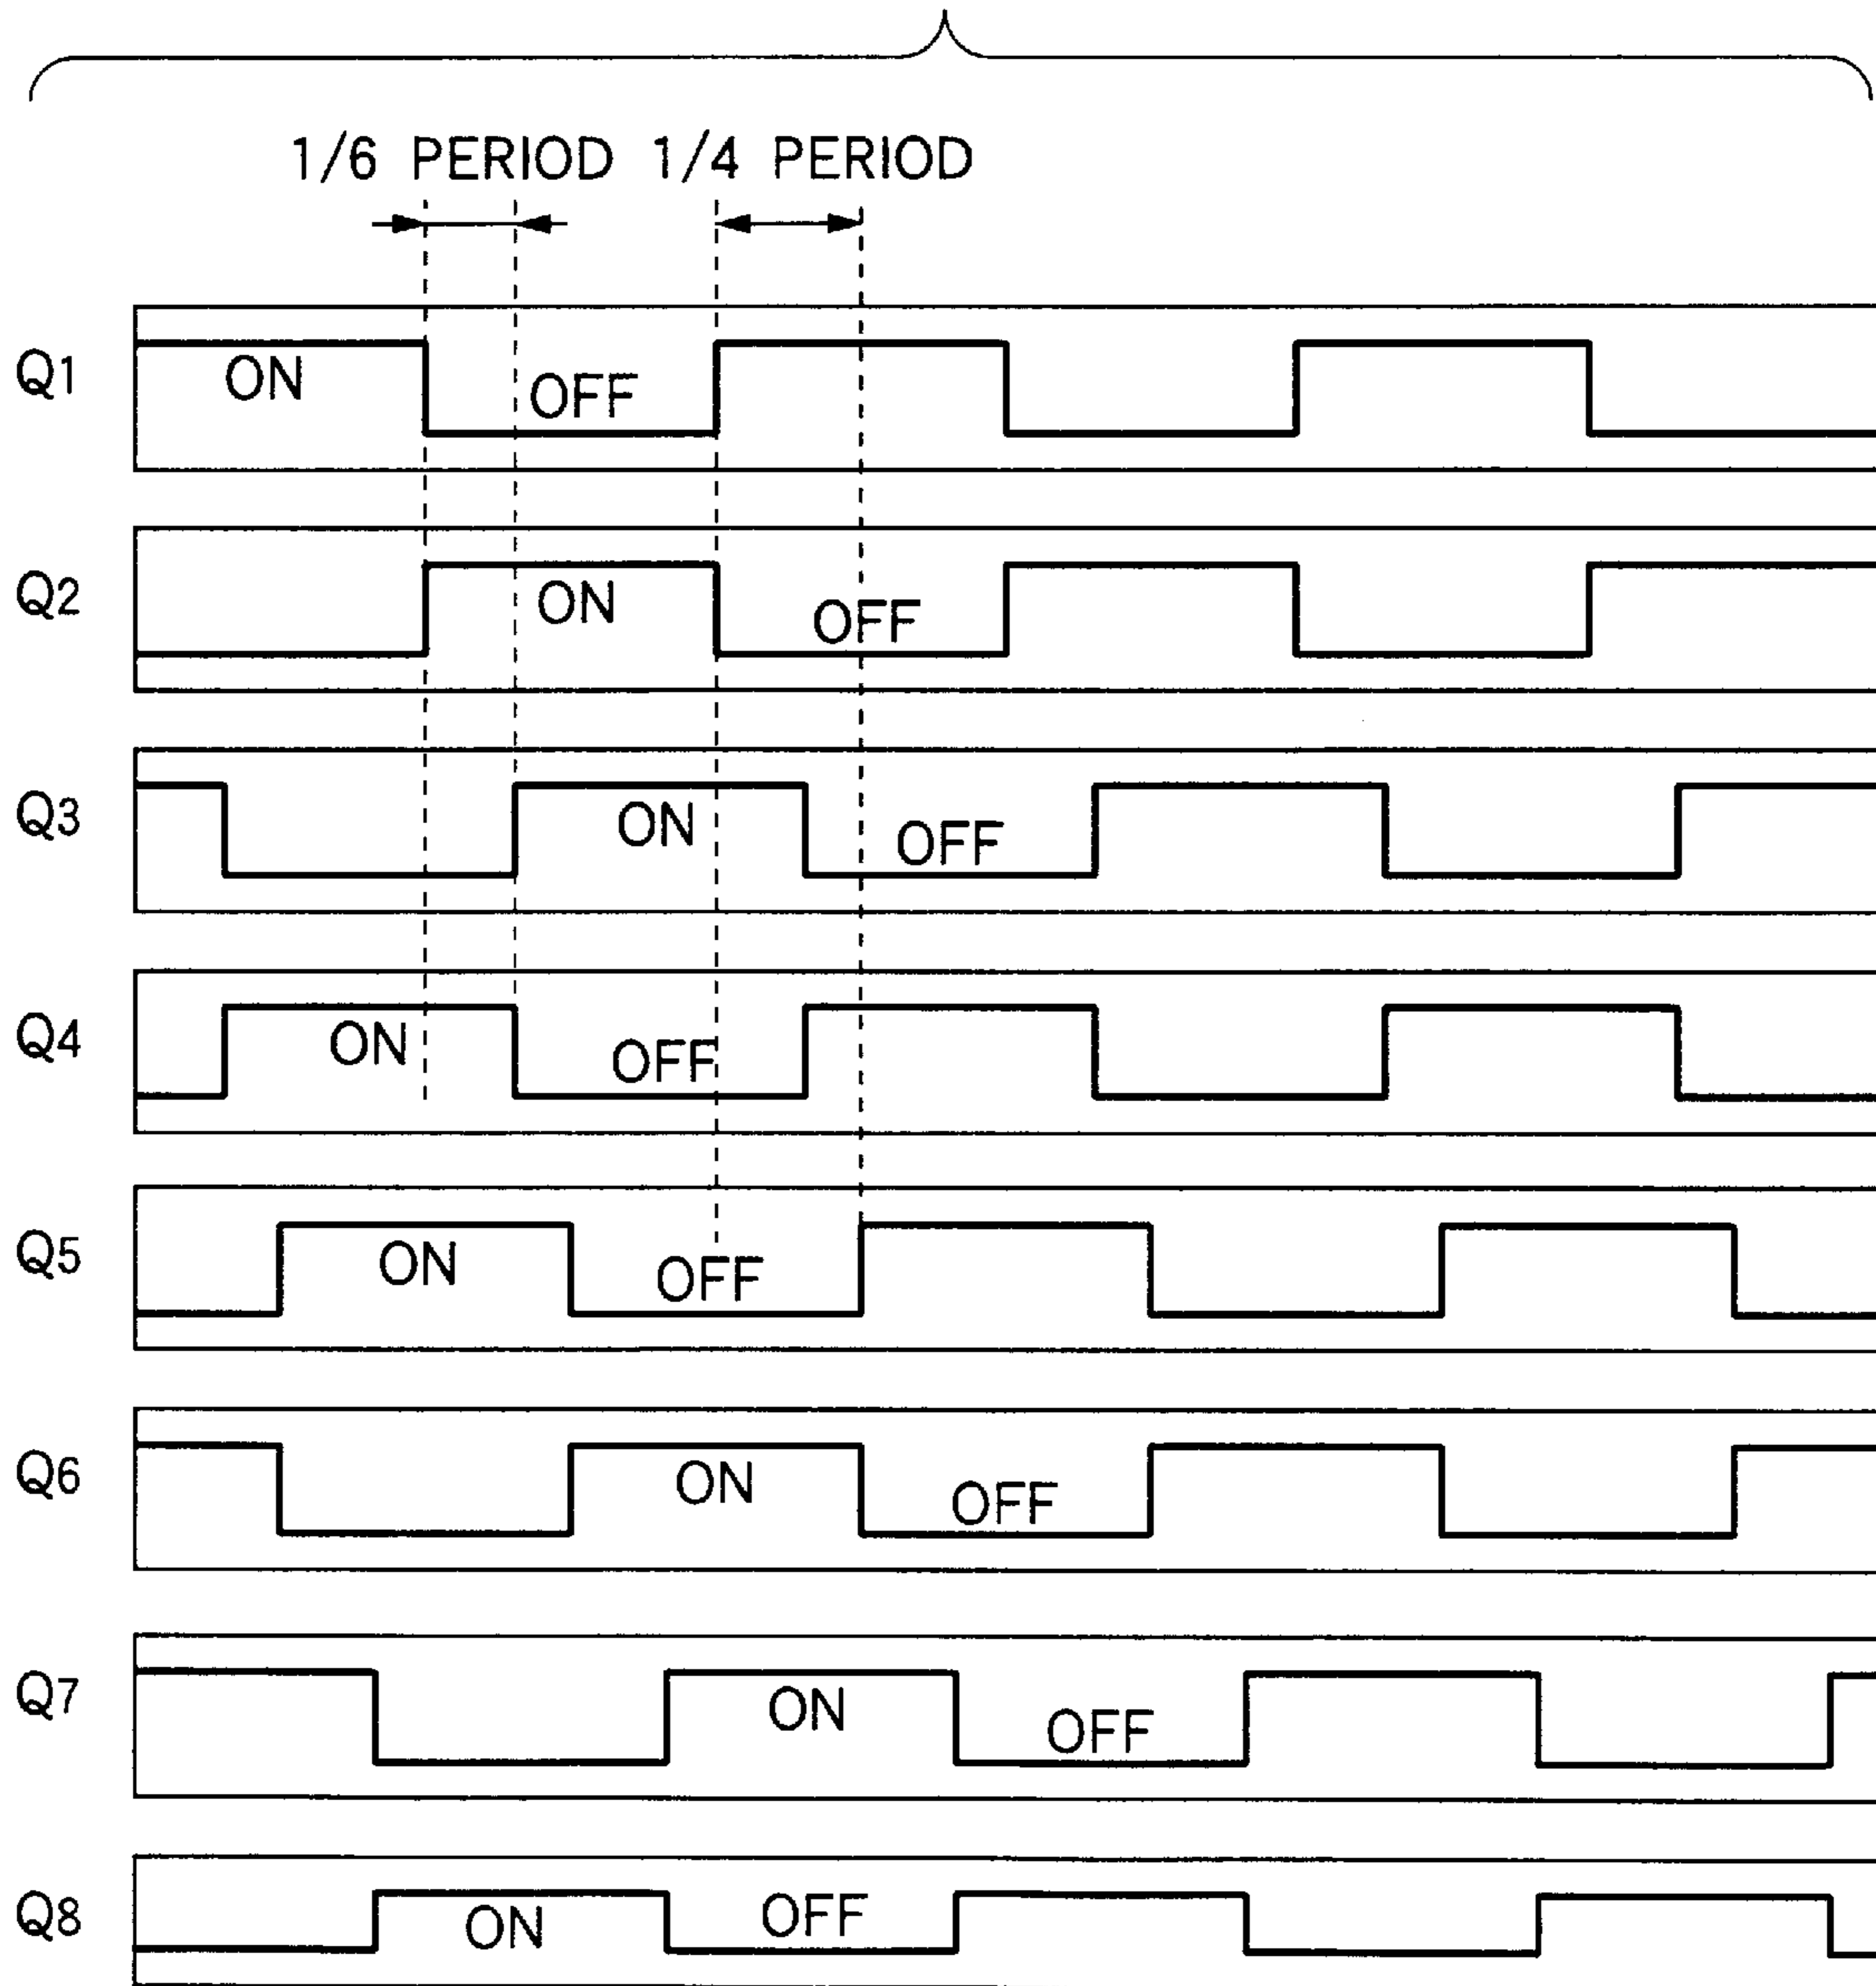 1/6 PERIOD 1/4 PERIOD
Q1 ON OFF
Q2 ON OFF
Q3 ON OFF
Q4 ON OFF
Q5 ON OFF
Q6 ON OFF
Q7 ON OFF
Q8 ON OFF